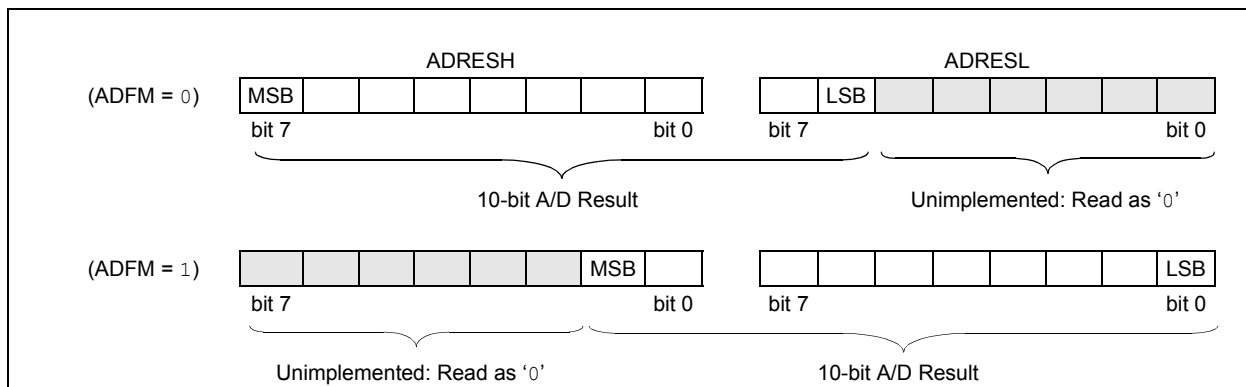 ADRESH ADRESL
(ADFM = 0) MSB LSB
bit 7 bit 0 bit 7 bit 0
10-bit A/D Result Unimplemented: Read as ‘0’
(ADFM = 1) MSB LSB
bit 7 bit 0 bit 7 bit 0
Unimplemented: Read as ‘0’ 10-bit A/D Result